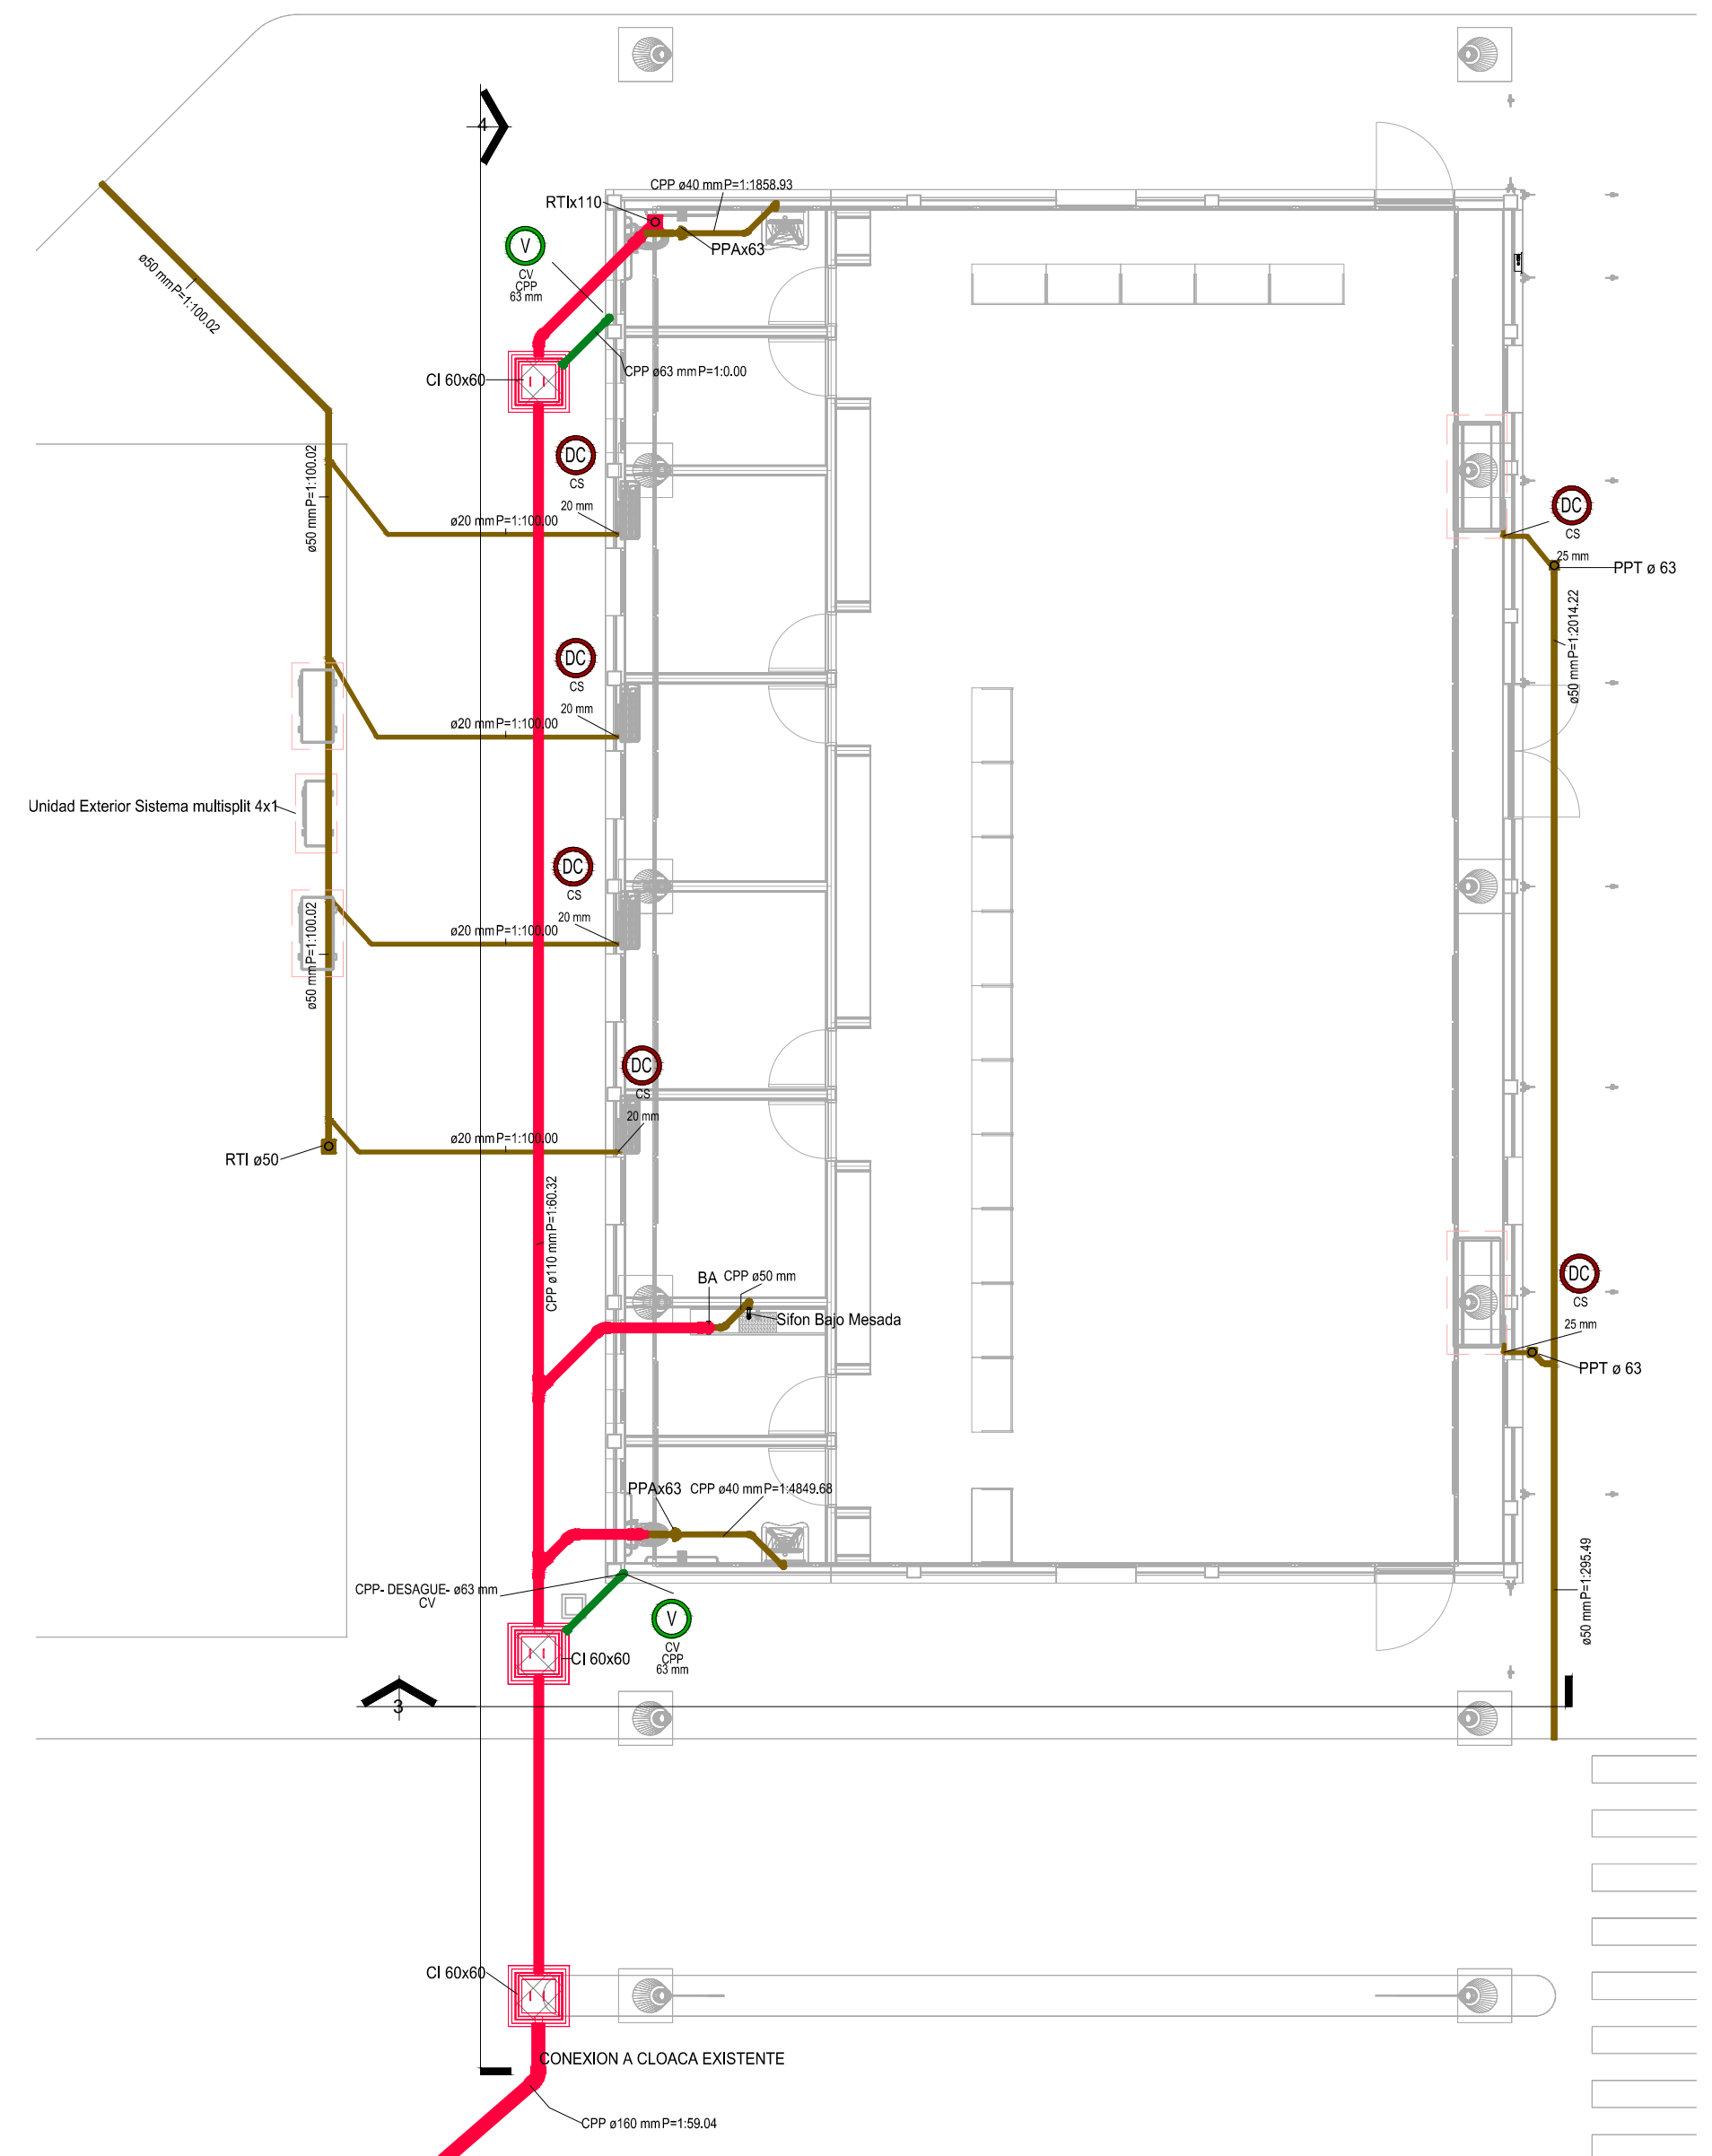 4
CPP ø40 mm P=1:1858.93
RTIx110
PPAx63
V
CV
CPP
63 mm
ø50 mm P=1:100.02
CPP ø63 mm P=1:0.00
CI 60x60
DC
CS
20 mm
ø20 mm P=1:100.00
ø50 mm P=1:100.02
DC
CS
25 mm
PPT ø 63
ø50 mm P=1:2014.22
DC
CS
20 mm
ø20 mm P=1:100.00
Unidad Exterior Sistema multisplit 4x1
DC
CS
20 mm
ø20 mm P=1:100.00
ø50 mm P=1:100.02
DC
CS
20 mm
ø20 mm P=1:100.00
RTI ø50
CPP ø110 mm P=1:60.32
BA
CPP ø50 mm
Sifon Bajo Mesada
DC
CS
25 mm
PPT ø 63
PPAx63
CPP ø40 mm P=1:4849.68
ø50 mm P=1:295.49
CPP- DESAGUE- ø63 mm
CV
V
CV
CPP
63 mm
CI 60x60
3
CI 60x60
CONEXION A CLOACA EXISTENTE
CPP ø160 mm P=1:59.04